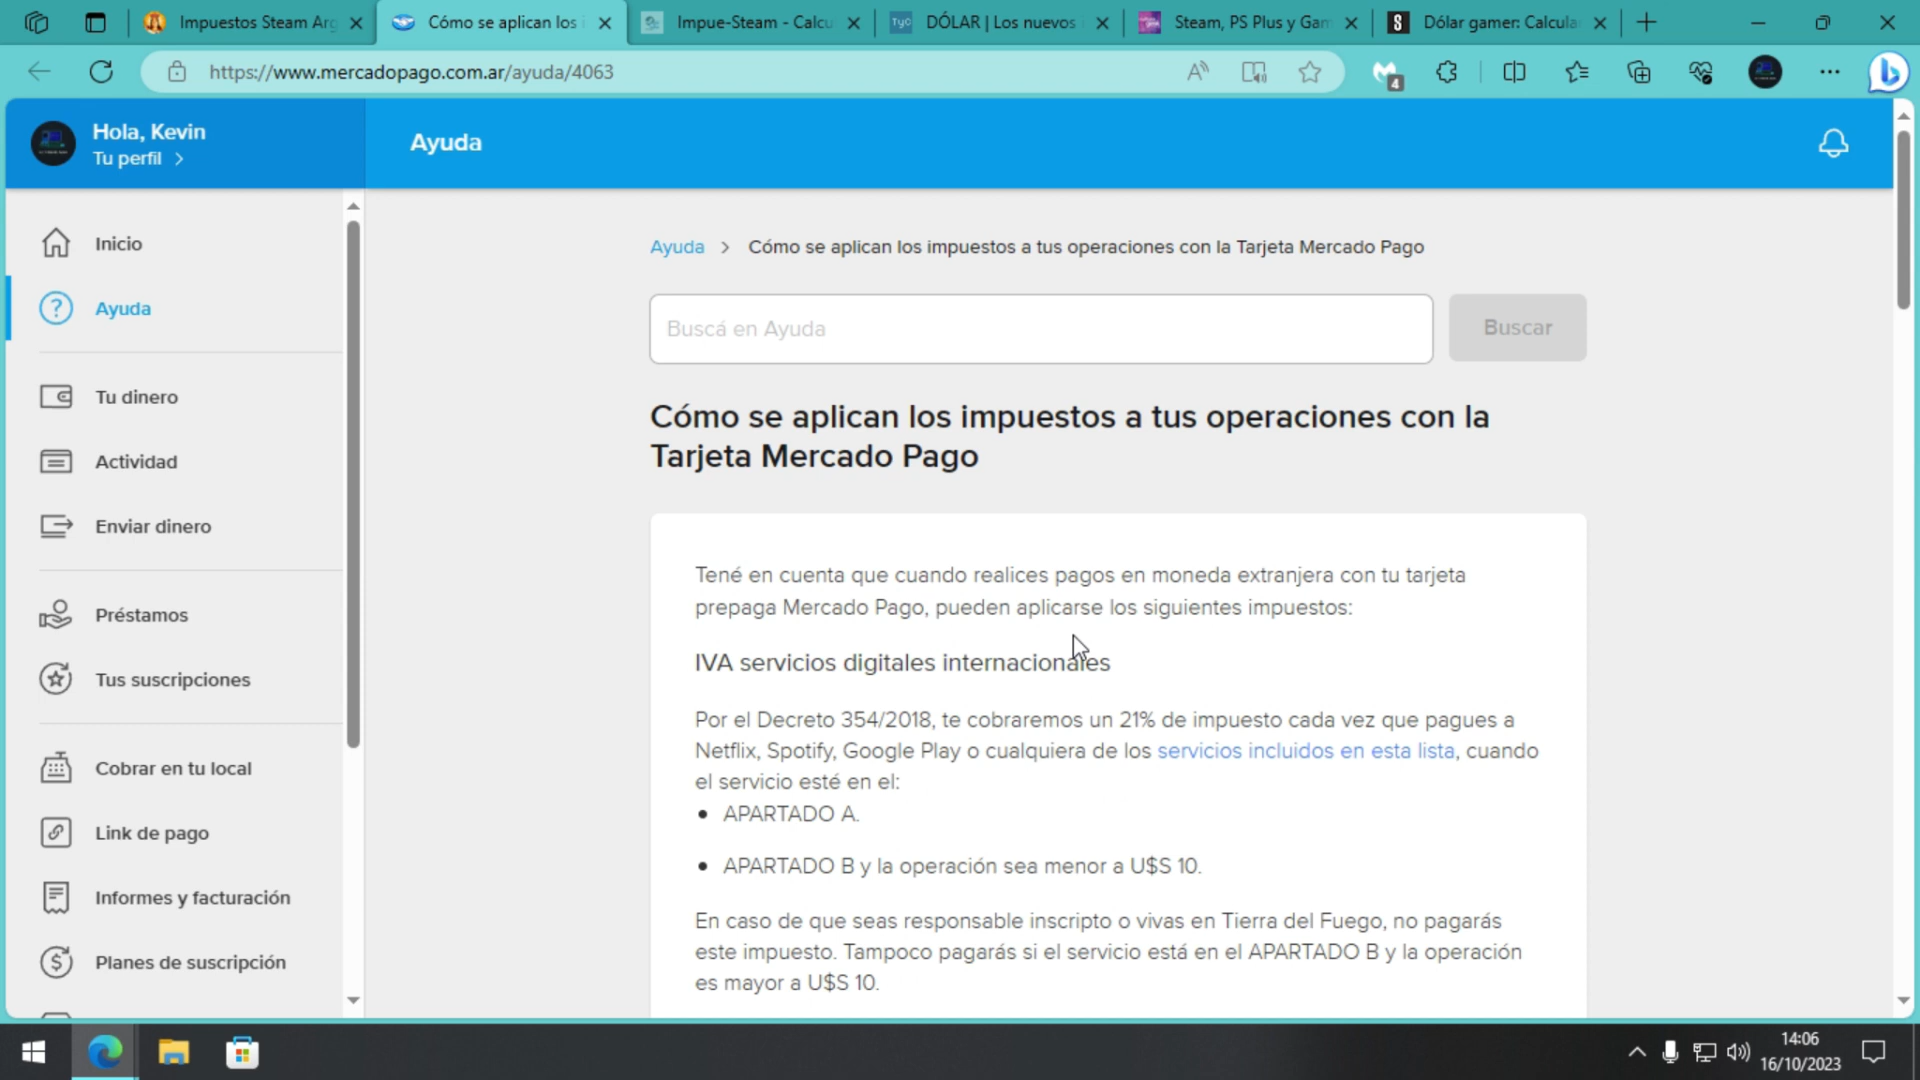 Impuestos Steam Arg
Cómo se aplican los i
Impue-Steam - Calcu
DÓLAR | Los nuevos
Steam, PS Plus y Gam
Dólar gamer: Calcula
https://www.mercadopago.com.ar/ayuda/4063
4
Hola, Kevin
Tu perfil
Ayuda
Inicio
Ayuda
Tu dinero
Actividad
Enviar dinero
Préstamos
Tus suscripciones
Cobrar en tu local
Link de pago
Informes y facturación
Planes de suscripción
Ayuda > Cómo se aplican los impuestos a tus operaciones con la Tarjeta Mercado Pago
Buscá en Ayuda
Buscar
Cómo se aplican los impuestos a tus operaciones con la
Tarjeta Mercado Pago
Tené en cuenta que cuando realices pagos en moneda extranjera con tu tarjeta
prepaga Mercado Pago, pueden aplicarse los siguientes impuestos:
IVA servicios digitales internacionales
Por el Decreto 354/2018, te cobraremos un 21% de impuesto cada vez que pagues a
Netflix, Spotify, Google Play o cualquiera de los servicios incluidos en esta lista, cuando
el servicio esté en el:
• APARTADO A.
• APARTADO B y la operación sea menor a U$S 10.
En caso de que seas responsable inscripto o vivas en Tierra del Fuego, no pagarás
este impuesto. Tampoco pagarás si el servicio está en el APARTADO B y la operación
es mayor a U$S 10.
14:06
16/10/2023